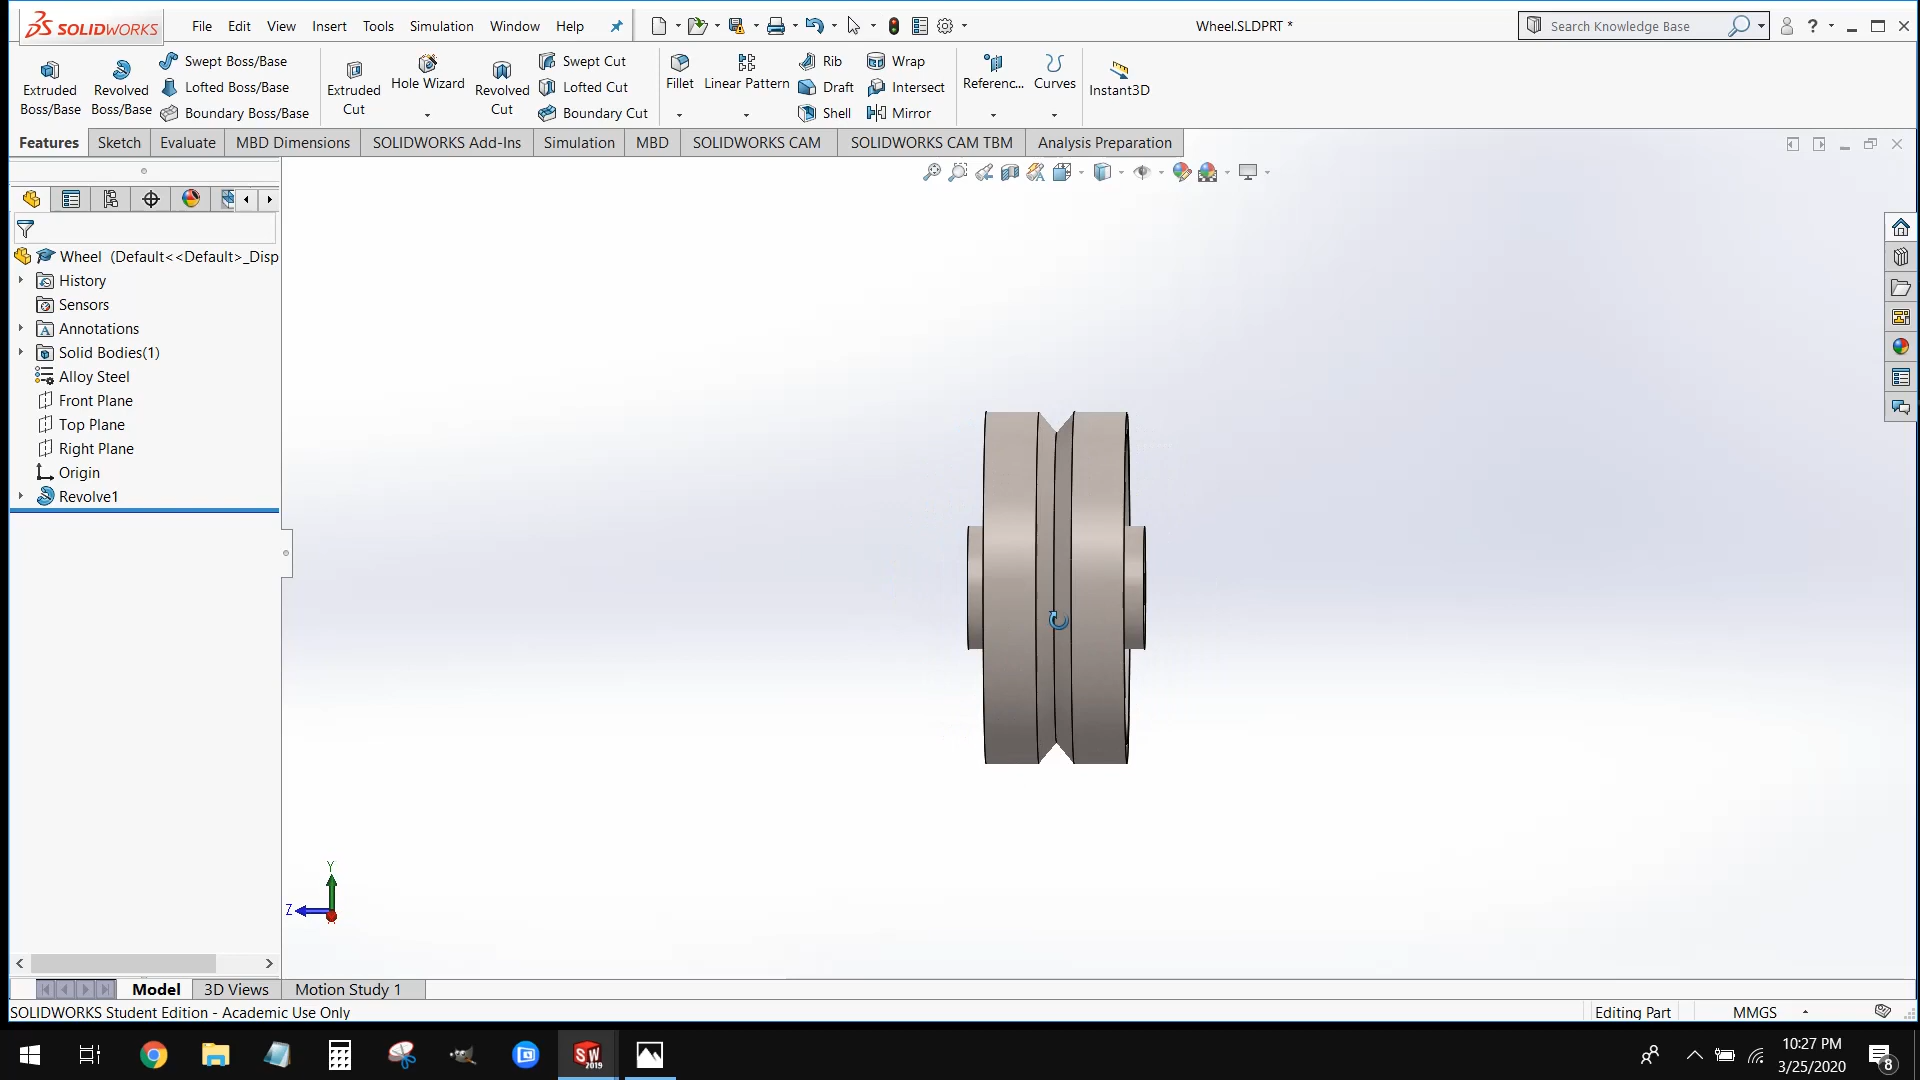 SOLIDWORKS File Edit View Insert Tools Simulation Window Help Wheel.SLDPRT * Search Knowledge Base ?
Extruded Boss/Base
Revolved Boss/Base
Swept Boss/Base
Lofted Boss/Base
Boundary Boss/Base
Extruded Cut
Hole Wizard
Revolved Cut
Swept Cut
Lofted Cut
Boundary Cut
Fillet
Linear Pattern
Rib
Draft
Shell
Wrap
Intersect
Mirror
Referenc...
Curves
Instant3D
Features Sketch Evaluate MBD Dimensions SOLIDWORKS Add-Ins Simulation MBD SOLIDWORKS CAM SOLIDWORKS CAM TBM Analysis Preparation
Wheel (Default<<Default>_Disp
History
Sensors
A Annotations
Solid Bodies(1)
Alloy Steel
Front Plane
Top Plane
Right Plane
Origin
Revolve1
Y
Z
Model 3D Views Motion Study 1
SOLIDWORKS Student Edition - Academic Use Only Editing Part MMGS
SW 2019
10:27 PM
3/25/2020
8